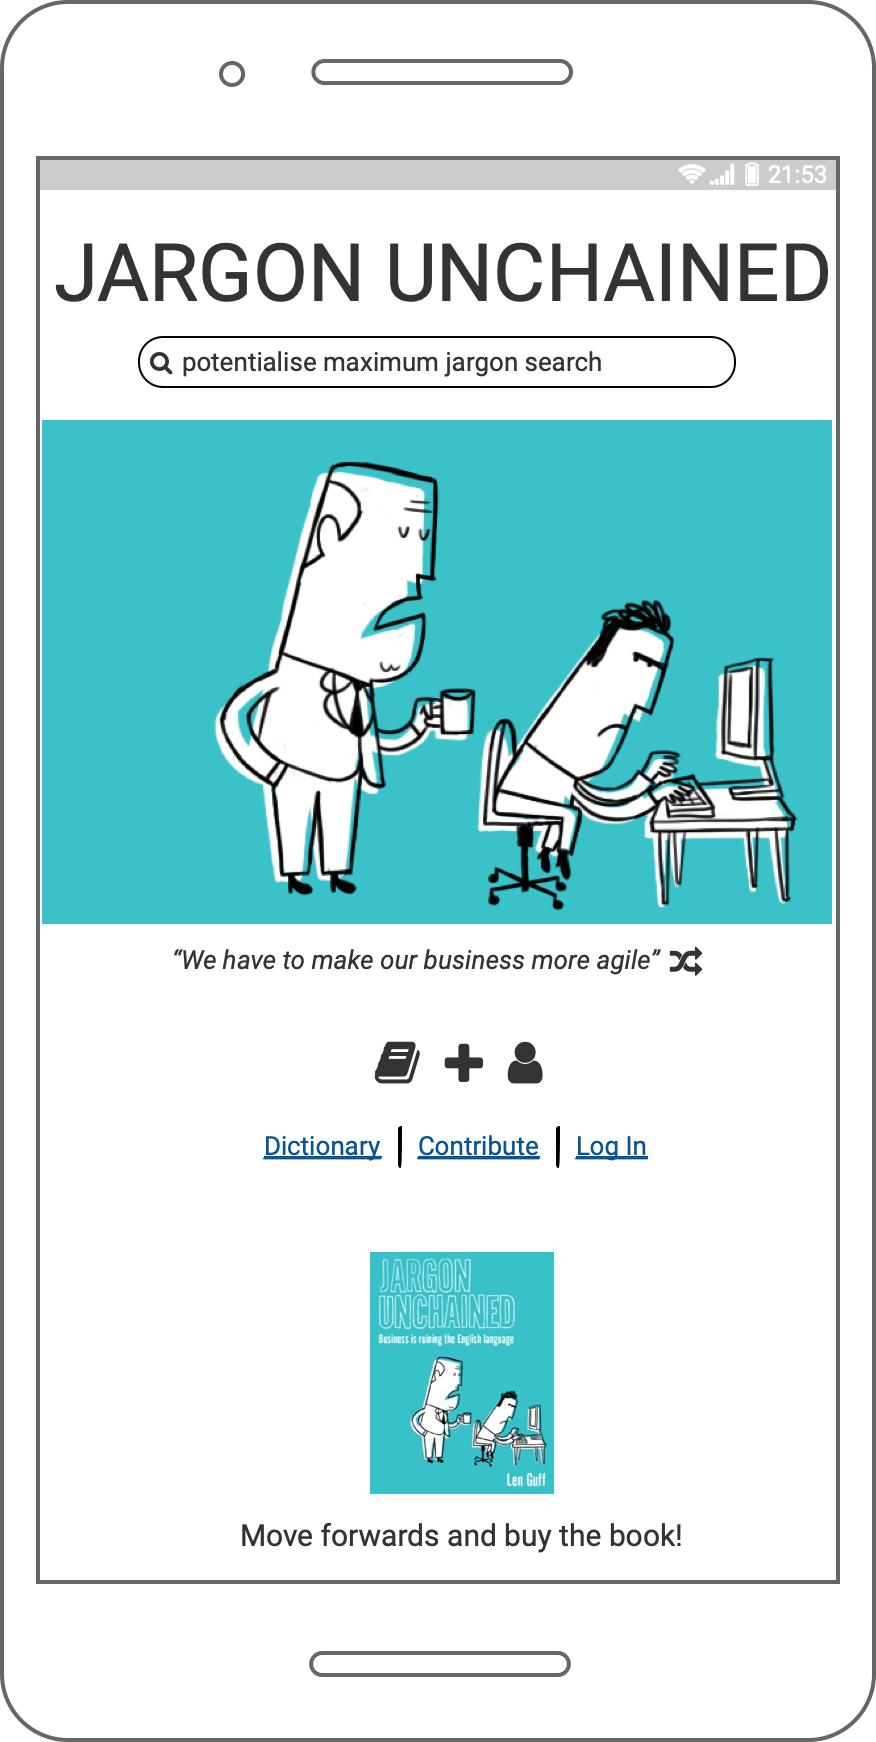 21:53
JARGON UNCHAINED
potentialise maximum jargon search
“We have to make our business more agile”
Dictionary | Contribute | Log In
JARGON
UNCHAINED
Business is ruining the English language
Len Guff
Move forwards and buy the book!